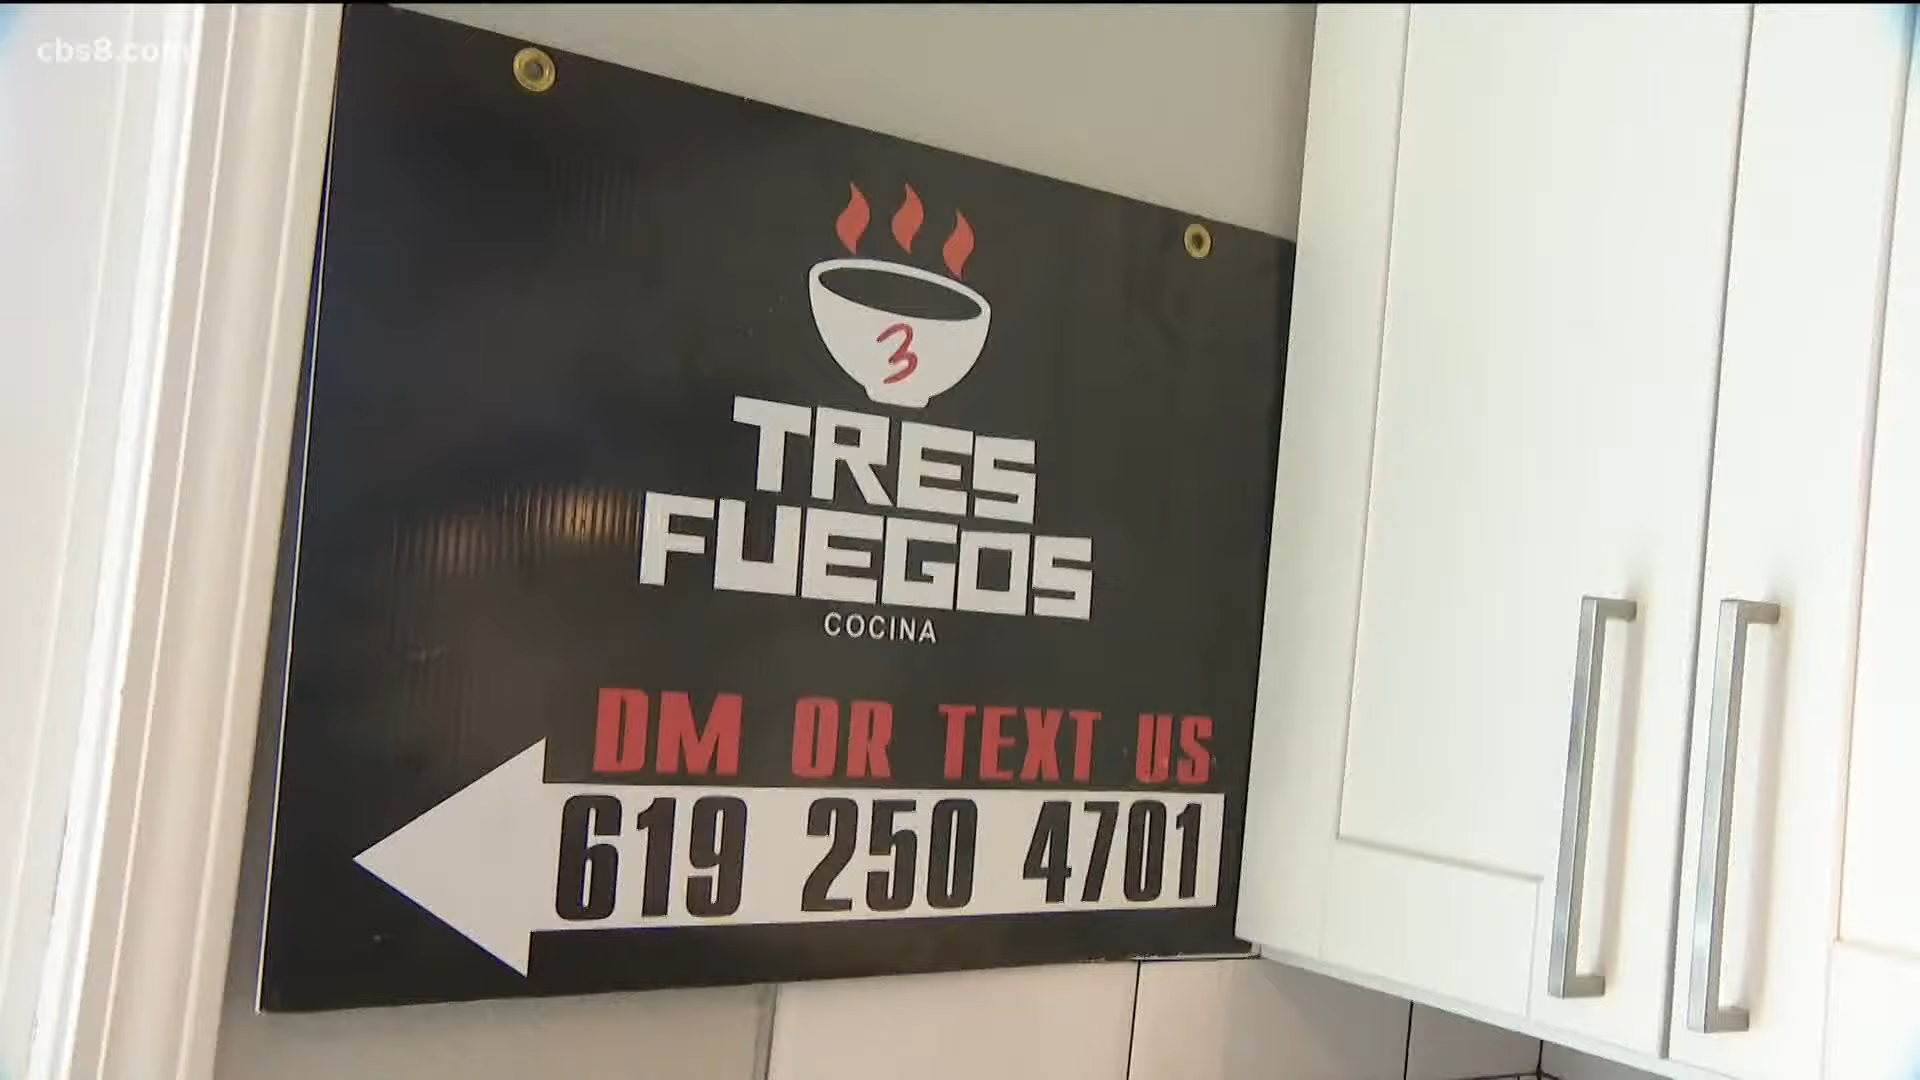 cbs8.com
3
TRES
FUEGOS
COCINA
DM OR TEXT US
619 250 4701